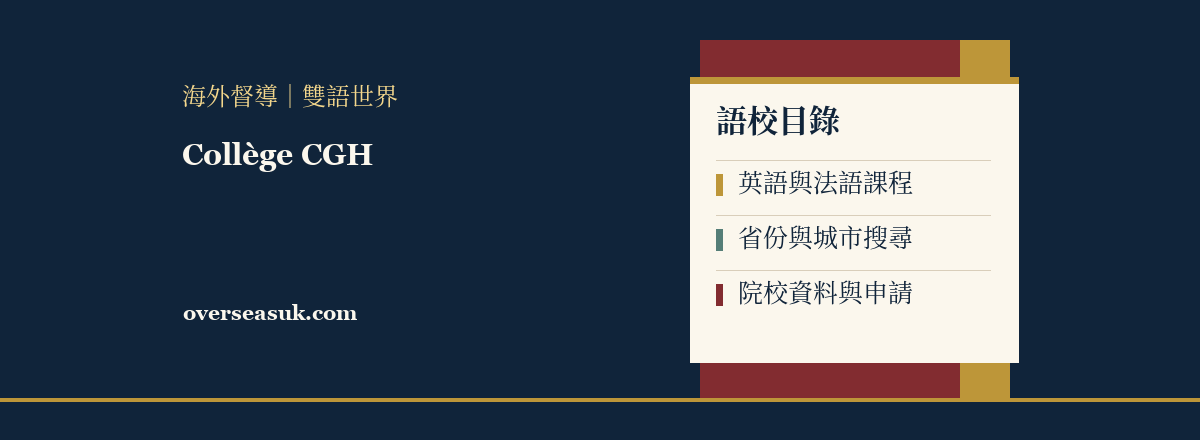 海外督導｜雙語世界
Collège CGH
overseasuk.com
語校目錄
英語與法語課程
省份與城市搜尋
院校資料與申請